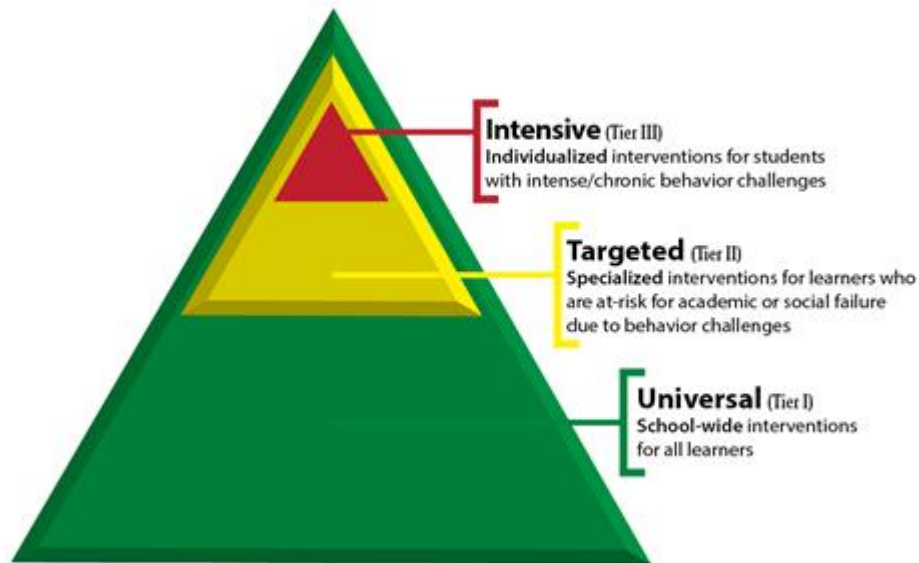 Intensive (Tier III)
Individualized interventions for students
with intense/chronic behavior challenges
Targeted (Tier II)
Specialized interventions for learners who
are at-risk for academic or social failure
due to behavior challenges
Universal (Tier I)
School-wide interventions
for all learners